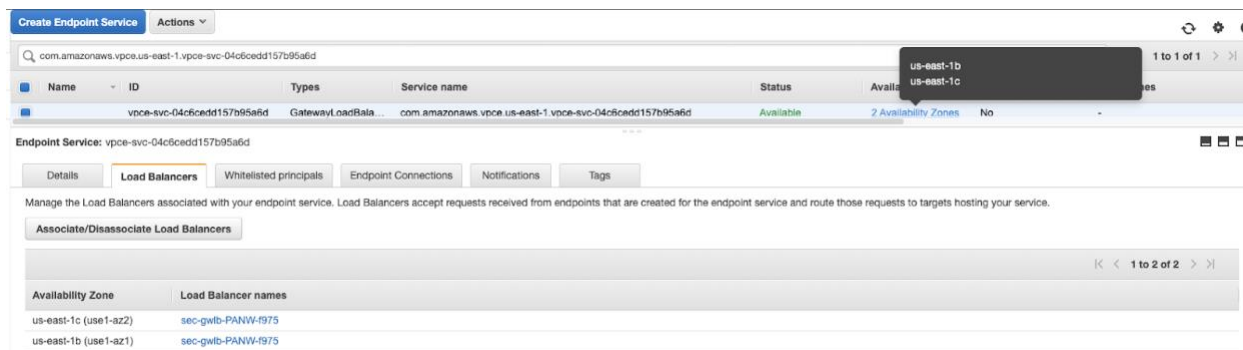 Create Endpoint Service Actions
com.amazonaws.vpce.us-east-1.vpce-svc-04c6cedd157b95a6d
1 to 1 of 1
us-east-1b
us-east-1c
Name ID Types Service name Status Availa
vpce-svc-04c6cedd157b95a6d GatewayLoadBala... com.amazonaws.vpce.us-east-1.vpce-svc-04c6cedd157b95a6d Available 2 Availability Zones No -
Endpoint Service: vpce-svc-04c6cedd157b95a6d
Details Load Balancers Whitelisted principals Endpoint Connections Notifications Tags
Manage the Load Balancers associated with your endpoint service. Load Balancers accept requests received from endpoints that are created for the endpoint service and route those requests to targets hosting your service.
Associate/Disassociate Load Balancers
1 to 2 of 2
Availability Zone Load Balancer names
us-east-1c (use1-az2) sec-gwlb-PANW-f975
us-east-1b (use1-az1) sec-gwlb-PANW-f975